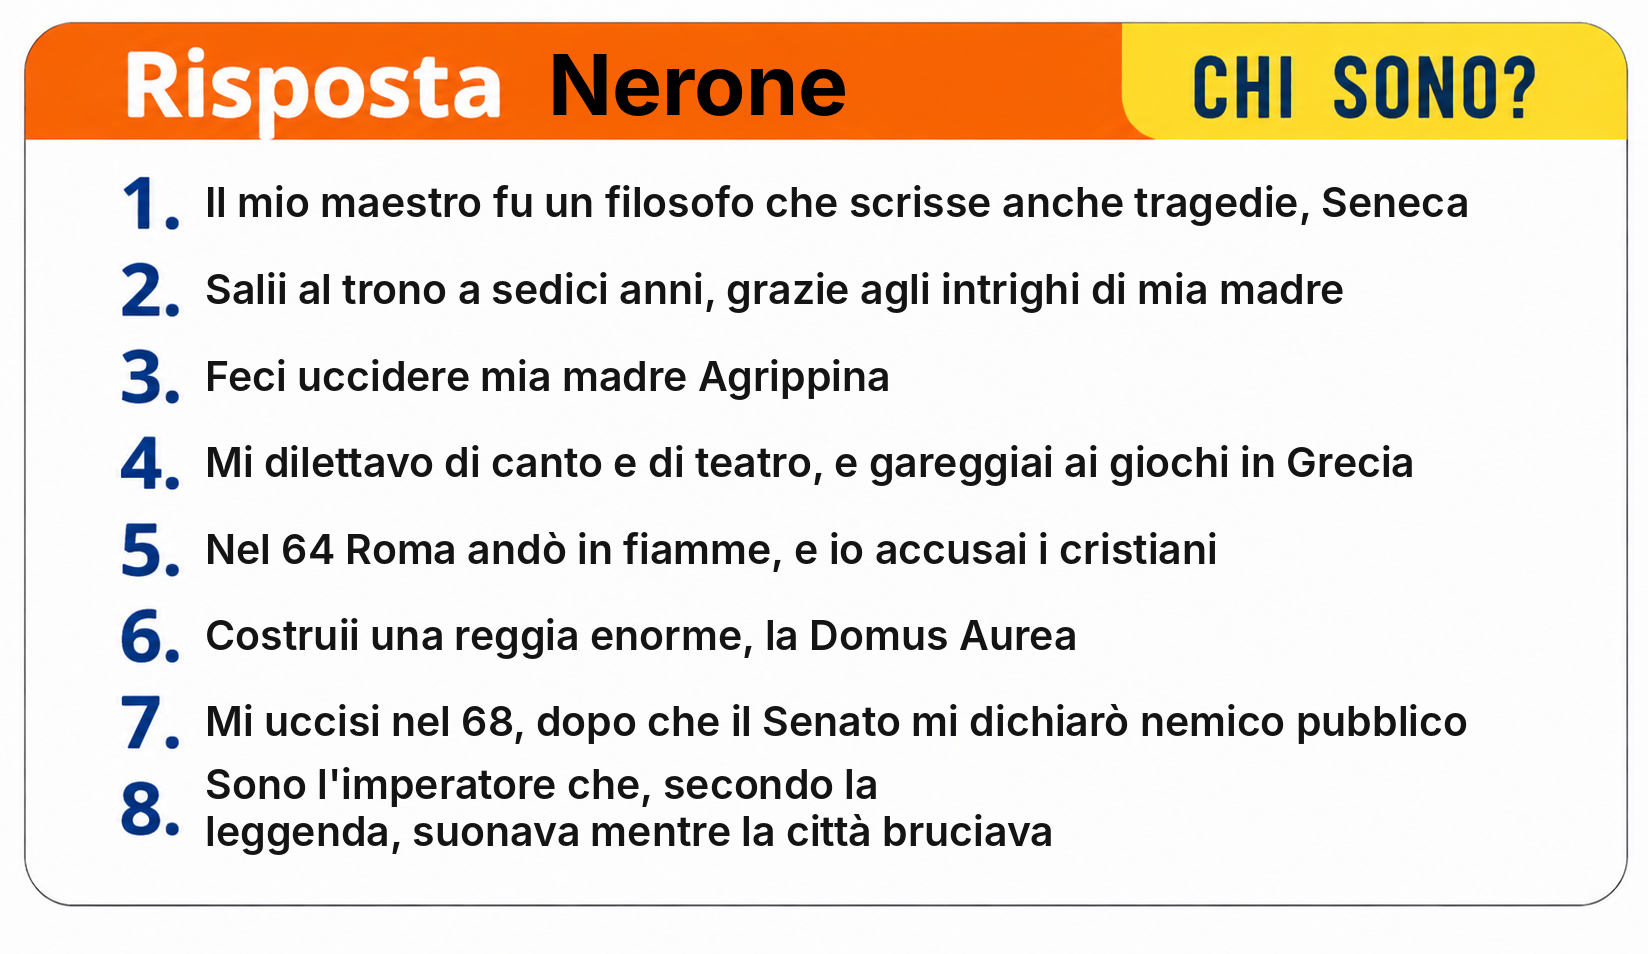 Risposta Nerone CHI SONO?
1. Il mio maestro fu un filosofo che scrisse anche tragedie, Seneca
2. Salii al trono a sedici anni, grazie agli intrighi di mia madre
3. Feci uccidere mia madre Agrippina
4. Mi dilettavo di canto e di teatro, e gareggiai ai giochi in Grecia
5. Nel 64 Roma andò in fiamme, e io accusai i cristiani
6. Costruii una reggia enorme, la Domus Aurea
7. Mi uccisi nel 68, dopo che il Senato mi dichiarò nemico pubblico
8. Sono l'imperatore che, secondo la
leggenda, suonava mentre la città bruciava